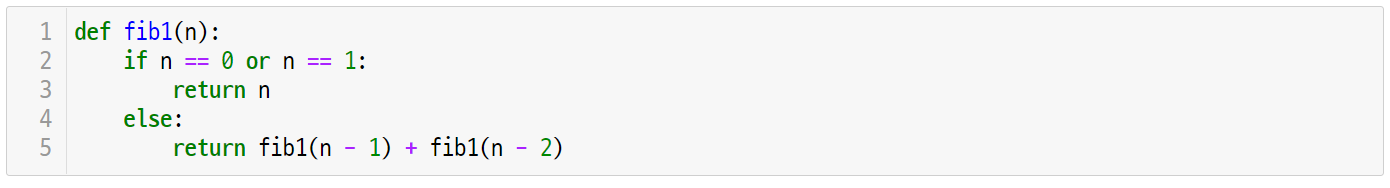 1 def fib1(n):
2     if n == 0 or n == 1:
3         return n
4     else:
5         return fib1(n - 1) + fib1(n - 2)